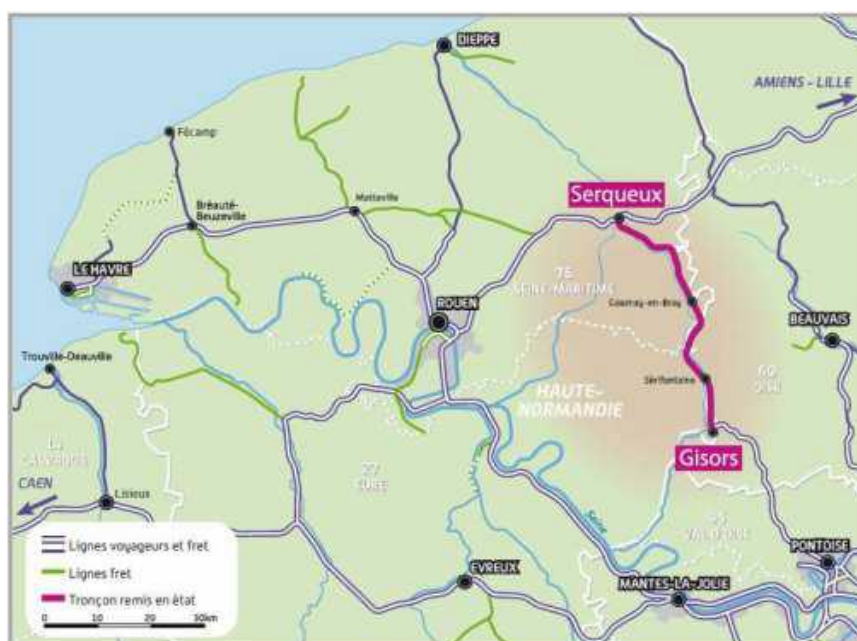 DIEPPE
AMIENS - LILLE
Fécamp
Serqueux
Motteville
Bréauté-
Beuzeville
LE HAVRE
76
SEINE-MARITIME
ROUEN
Gournay-en-Bray
BEAUVAIS
Trouville-Deauville
Sérifontaine
60
OISE
HAUTE-
NORMANDIE
Gisors
CALVADOS
27
EURE
CAEN
Lisieux
Seine
VAL D'OISE
PONTOISE
EVREUX
MANTES-LA-JOLIE
Lignes voyageurs et fret
Lignes fret
Tronçon remis en état
0 10 20 30km